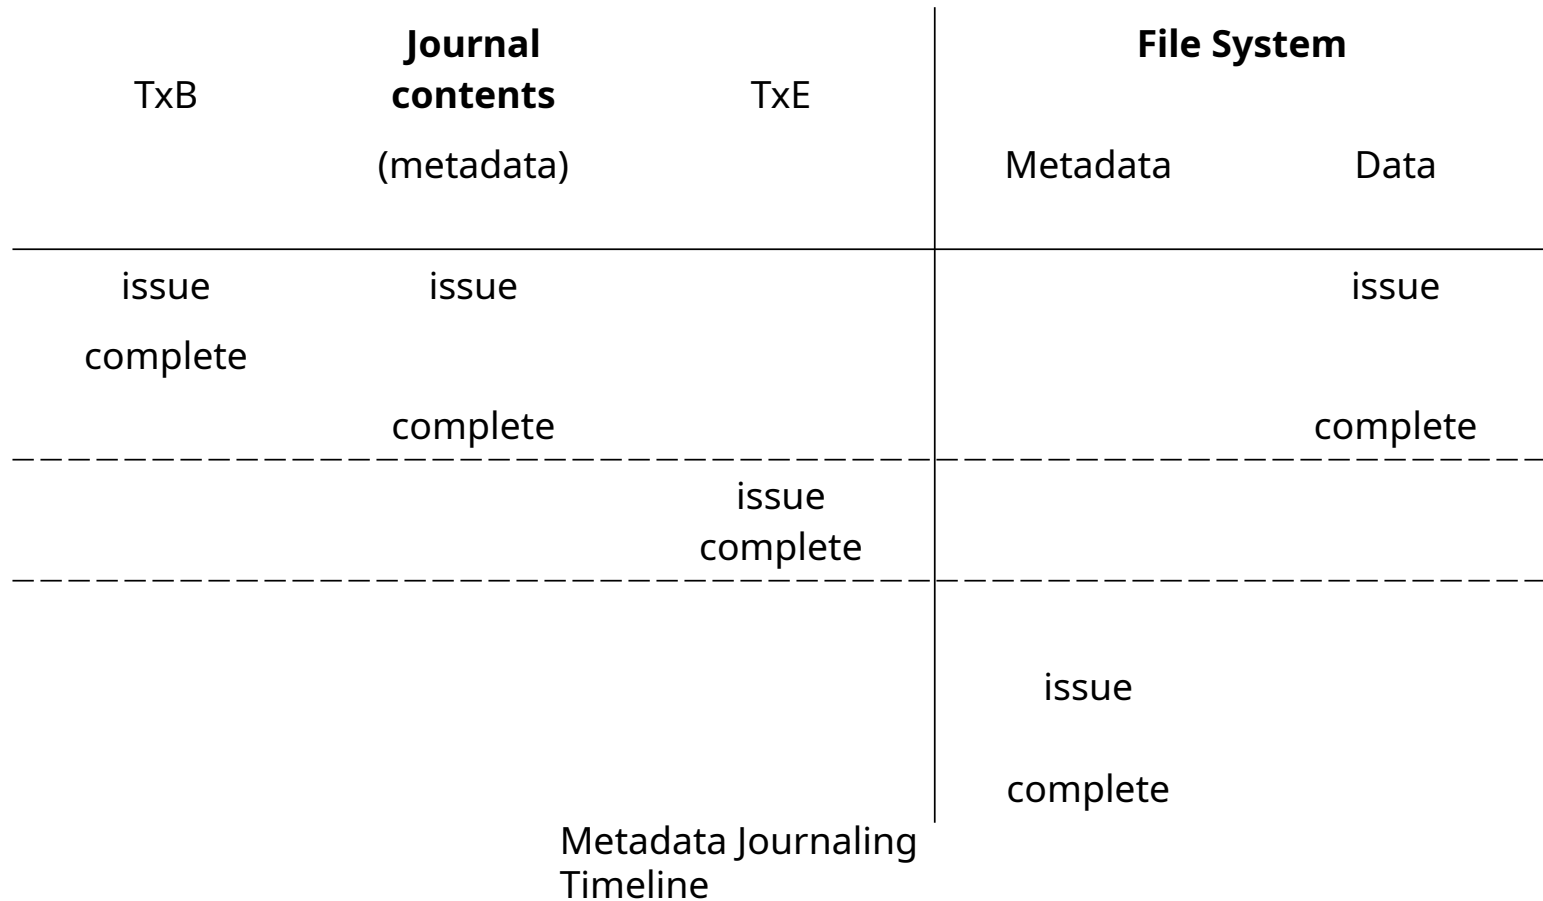 Journal File System
TxB contents TxE
(metadata) Metadata Data
issue issue issue
complete
complete complete
issue
complete
issue
complete
Metadata Journaling
Timeline